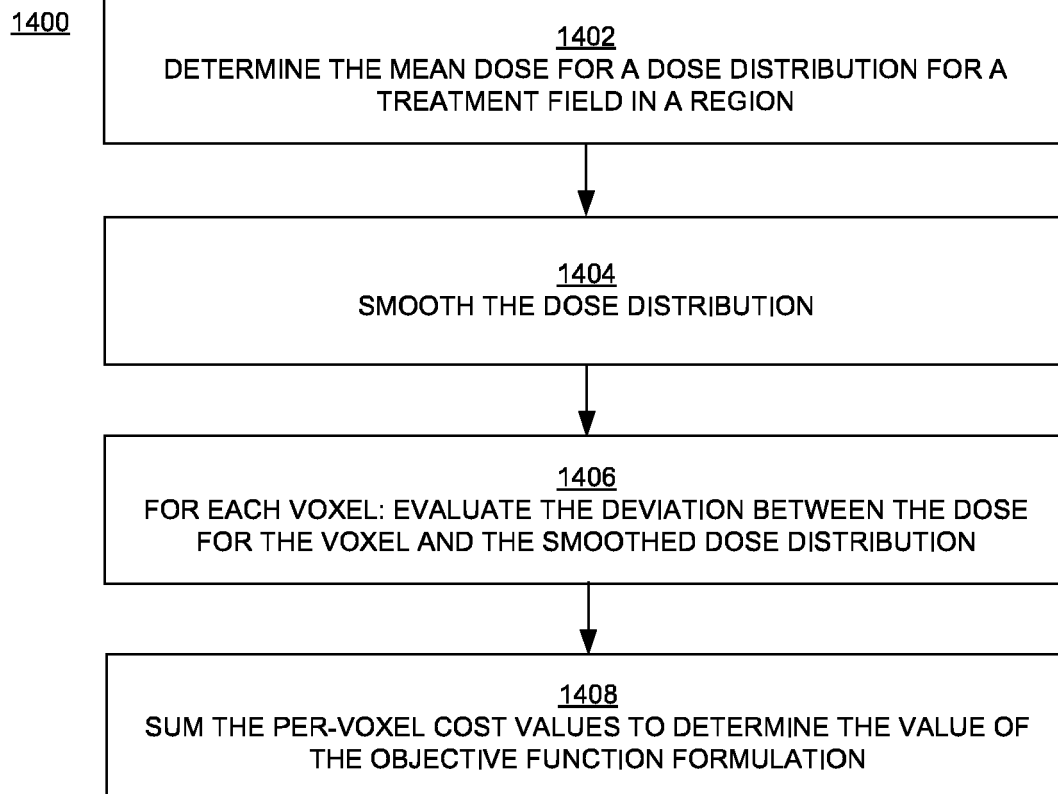 1400
1402
DETERMINE THE MEAN DOSE FOR A DOSE DISTRIBUTION FOR A
TREATMENT FIELD IN A REGION
1404
SMOOTH THE DOSE DISTRIBUTION
1406
FOR EACH VOXEL: EVALUATE THE DEVIATION BETWEEN THE DOSE
FOR THE VOXEL AND THE SMOOTHED DOSE DISTRIBUTION
1408
SUM THE PER-VOXEL COST VALUES TO DETERMINE THE VALUE OF
THE OBJECTIVE FUNCTION FORMULATION